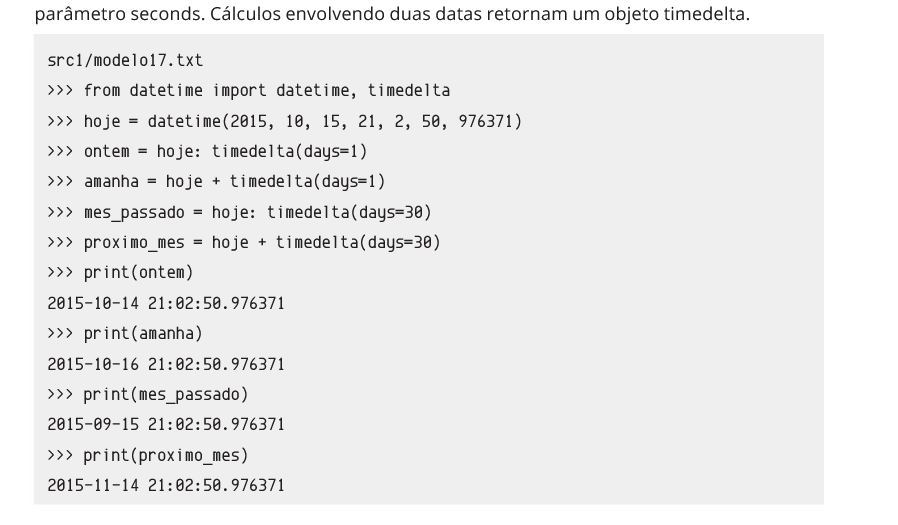 parâmetro seconds. Cálculos envolvendo duas datas retornam um objeto timedelta.
src1/modelo17.txt
>>> from datetime import datetime, timedelta
>>> hoje = datetime(2015, 10, 15, 21, 2, 50, 976371)
>>> ontem = hoje: timedelta(days=1)
>>> amanha = hoje + timedelta(days=1)
>>> mes_passado = hoje: timedelta(days=30)
>>> proximo_mes = hoje + timedelta(days=30)
>>> print(ontem)
2015-10-14 21:02:50.976371
>>> print(amanha)
2015-10-16 21:02:50.976371
>>> print(mes_passado)
2015-09-15 21:02:50.976371
>>> print(proximo_mes)
2015-11-14 21:02:50.976371